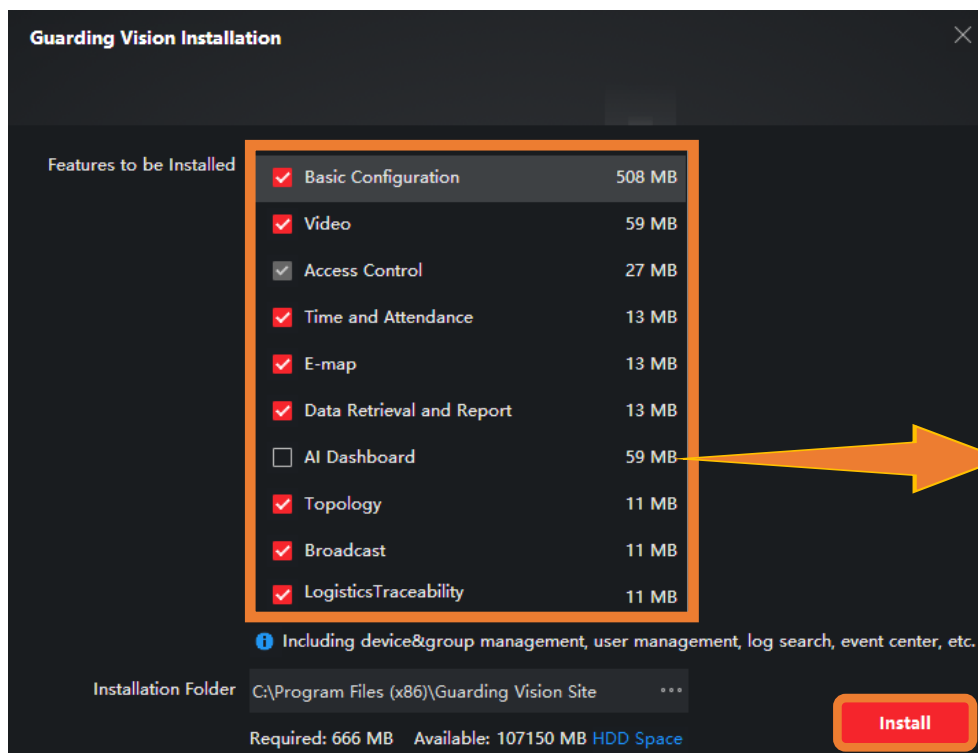 Guarding Vision Installation
Features to be Installed
Basic Configuration 508 MB
Video 59 MB
Access Control 27 MB
Time and Attendance 13 MB
E-map 13 MB
Data Retrieval and Report 13 MB
AI Dashboard 59 MB
Topology 11 MB
Broadcast 11 MB
LogisticsTraceability 11 MB
Including device&group management, user management, log search, event center, etc.
Installation Folder C:\Program Files (x86)\Guarding Vision Site ...
Install
Required: 666 MB Available: 107150 MB HDD Space